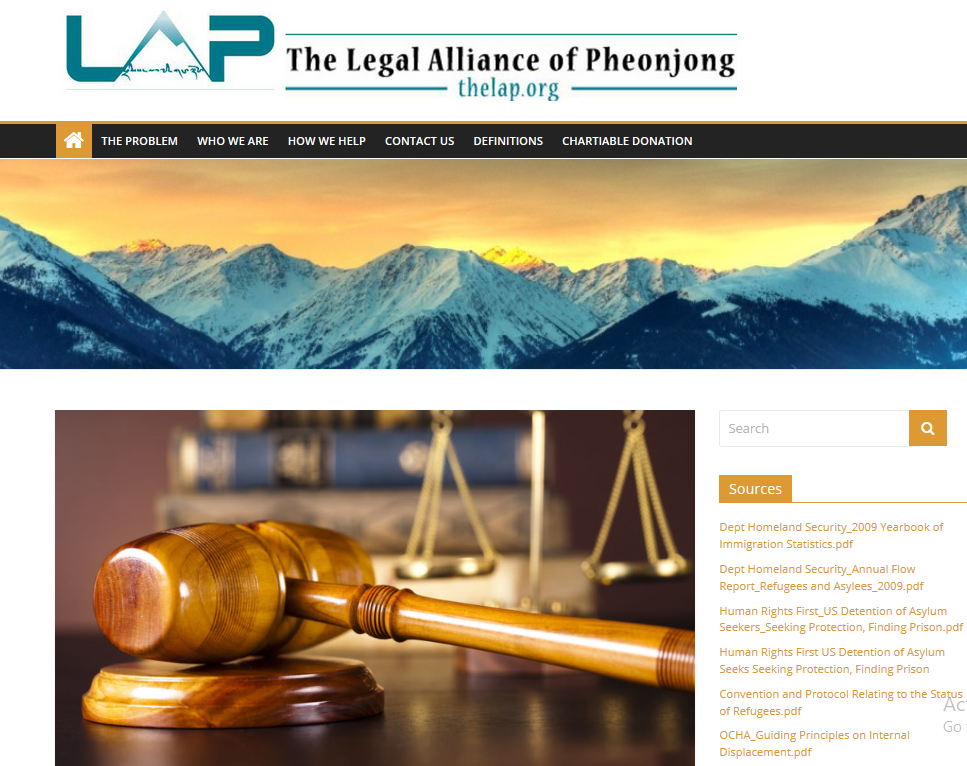 LAP
The Legal Alliance of Pheonjong
thelap.org
THE PROBLEM WHO WE ARE HOW WE HELP CONTACT US DEFINITIONS CHARTIABLE DONATION
Search
Sources
Dept Homeland Security_2009 Yearbook of
Immigration Statistics.pdf
Dept Homeland Security_Annual Flow
Report_Refugees and Asylees_2009.pdf
Human Rights First_US Detention of Asylum
Seekers_Seeking Protection, Finding Prison.pdf
Human Rights First US Detention of Asylum
Seeks Seeking Protection, Finding Prison
Convention and Protocol Relating to the Status
of Refugees.pdf
Ac
OCHA_Guiding Principles on Internal
Go
Displacement.pdf